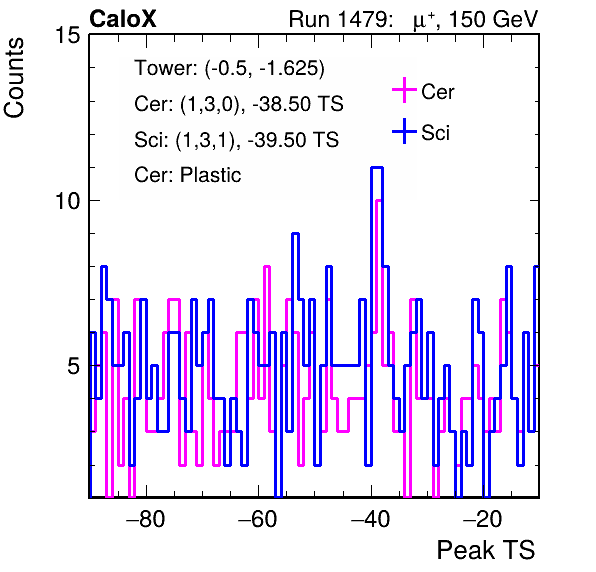 CaloX Run 1479: μ⁺, 150 GeV
Counts
15
10
5
Tower: (-0.5, -1.625)
Cer: (1,3,0), -38.50 TS
Sci: (1,3,1), -39.50 TS
Cer: Plastic
Cer
Sci
−80 −60 −40 −20
Peak TS